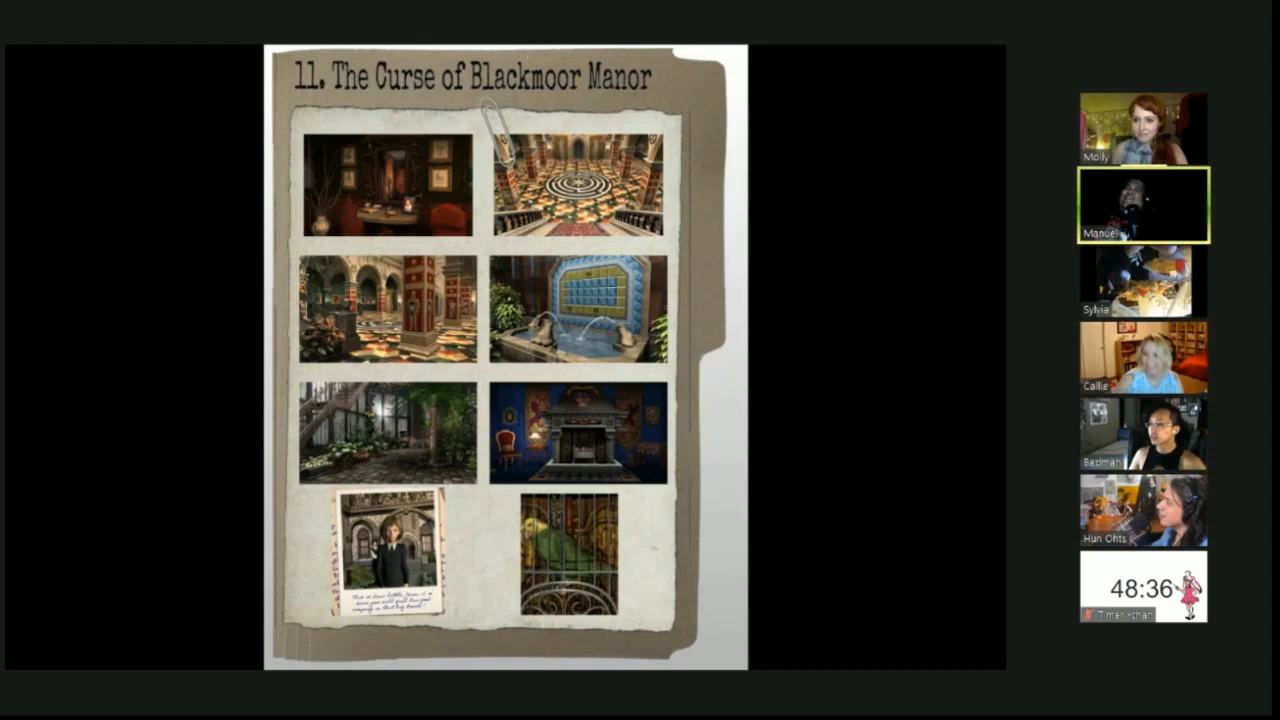 11. The Curse of Blackmoor Manor
Molly
Manuel
Sylvia
Callie
Badman
Hun Ohts
48:36
Timer-chan